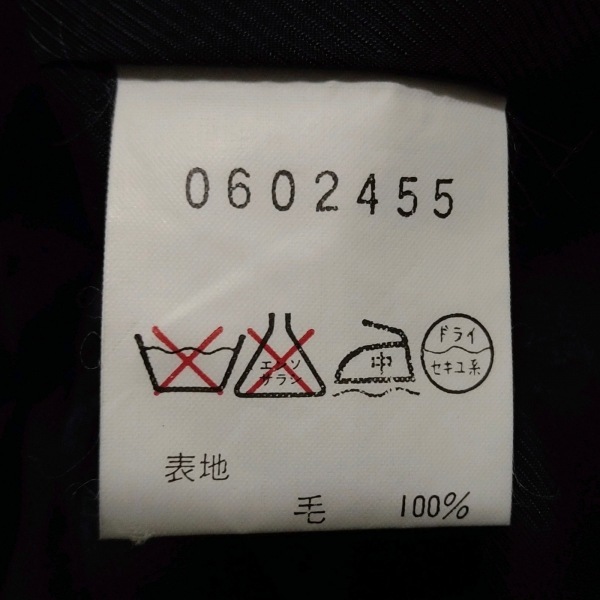 0602455
エンソ
サラシ
中
ドライ
セキユ系
表地
毛 100%